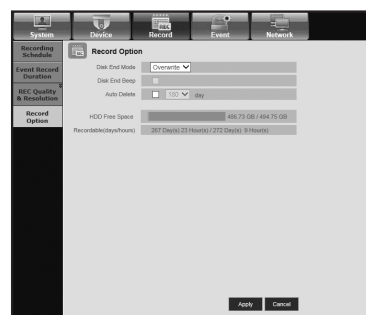 System Device Record Event Network
REC
Recording
Schedule
Event Record
Duration
REC Quality
& Resolution
Record
Option
REC
Record Option
Disk End Mode Overwrite
Disk End Beep
Auto Delete 180 day
HDD Free Space 486.73 GB / 494.75 GB
Recordable(days/hours) 267 Day(s) 23 Hour(s) / 272 Day(s) 9 Hour(s)
Apply Cancel